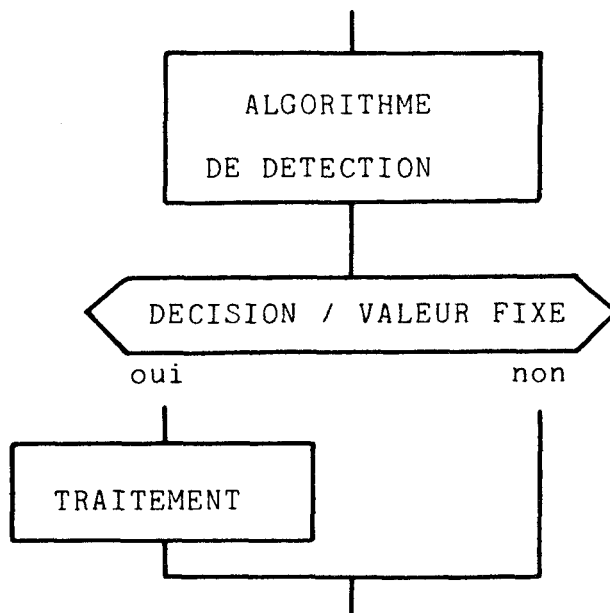 ALGORITHME
DE DETECTION
DECISION / VALEUR FIXE
oui
non
TRAITEMENT